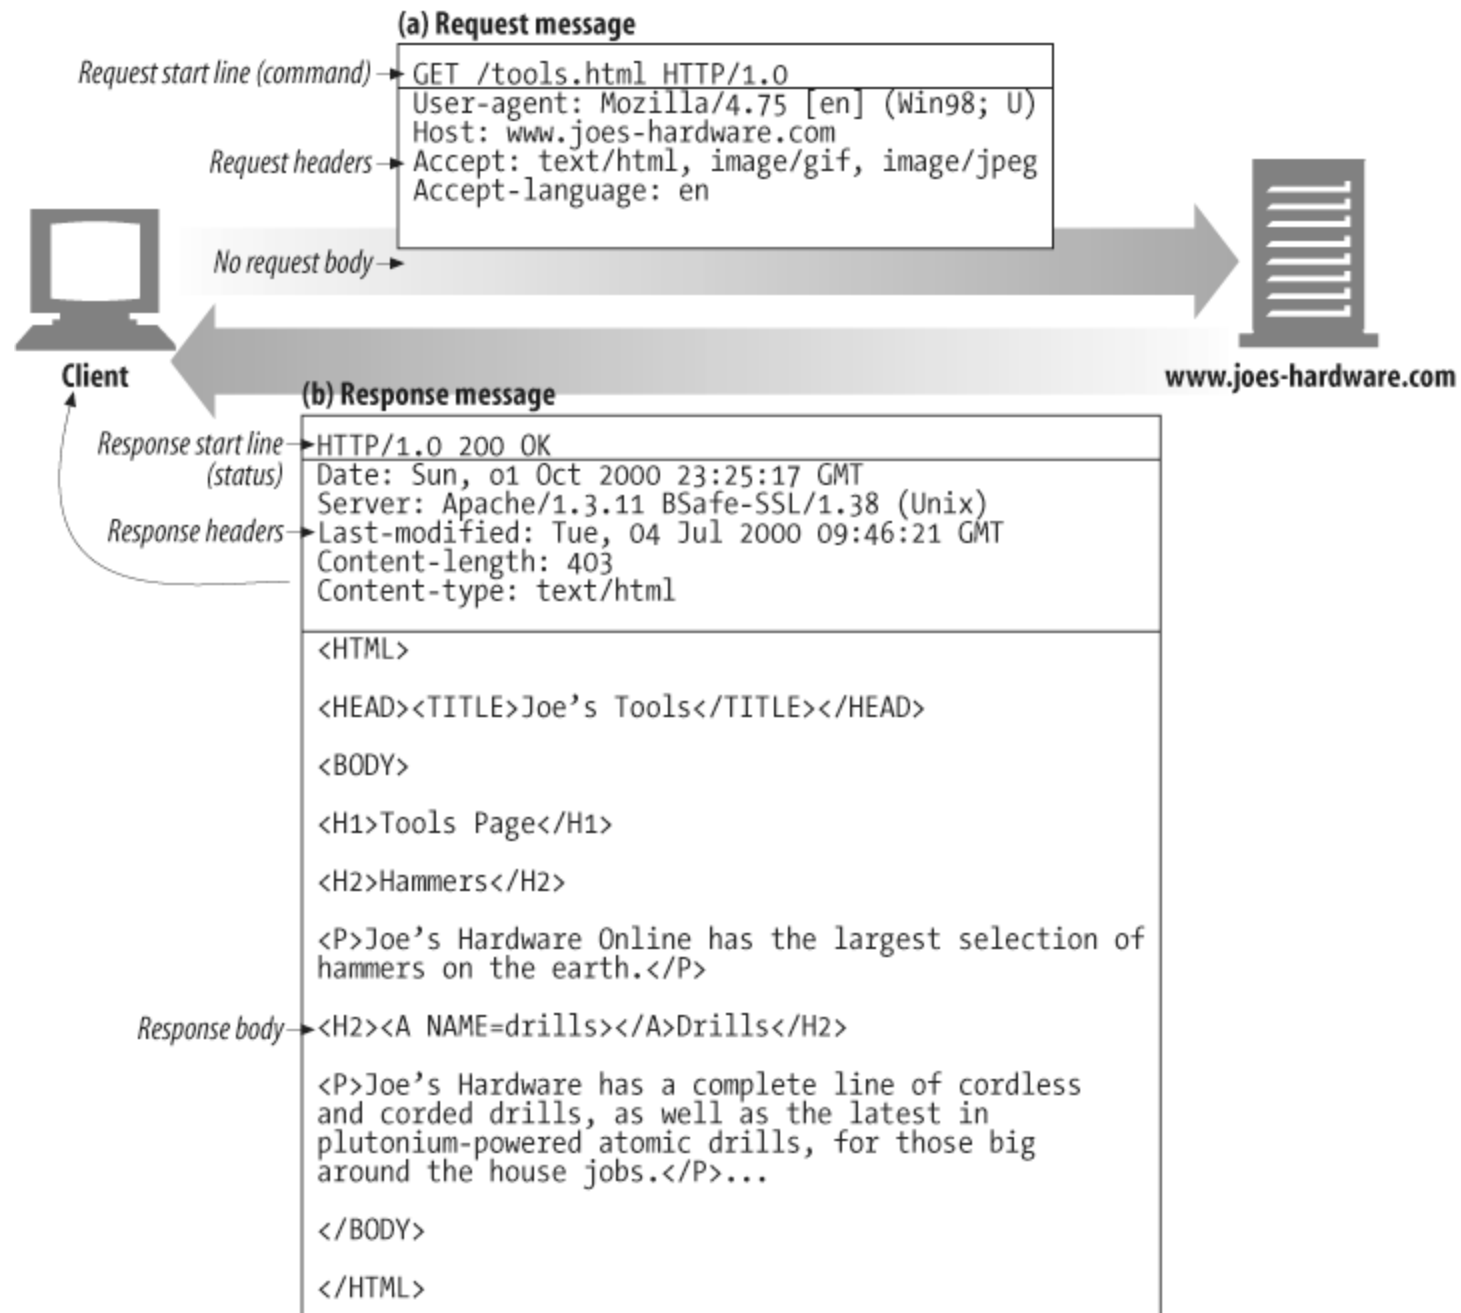 (a) Request message
Request start line (command)
GET /tools.html HTTP/1.0
User-agent: Mozilla/4.75 [en] (Win98; U)
Host: www.joes-hardware.com
Request headers
Accept: text/html, image/gif, image/jpeg
Accept-language: en
No request body
Client
www.joes-hardware.com
(b) Response message
Response start line
(status)
HTTP/1.0 200 OK
Date: Sun, 01 Oct 2000 23:25:17 GMT
Server: Apache/1.3.11 BSafe-SSL/1.38 (Unix)
Response headers
Last-modified: Tue, 04 Jul 2000 09:46:21 GMT
Content-length: 403
Content-type: text/html
<HTML>
<HEAD><TITLE>Joe’s Tools</TITLE></HEAD>
<BODY>
<H1>Tools Page</H1>
<H2>Hammers</H2>
<P>Joe’s Hardware Online has the largest selection of
hammers on the earth.</P>
Response body
<H2><A NAME=drills></A>Drills</H2>
<P>Joe’s Hardware has a complete line of cordless
and corded drills, as well as the latest in
plutonium-powered atomic drills, for those big
around the house jobs.</P>...
</BODY>
</HTML>